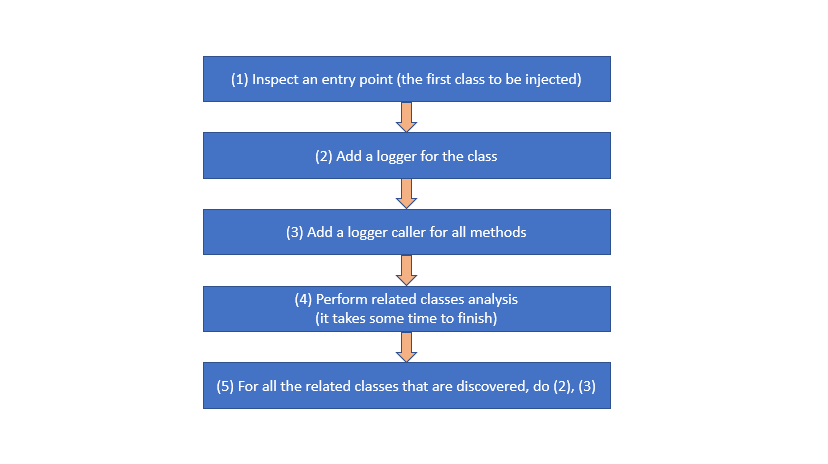 (1) Inspect an entry point (the first class to be injected)
(2) Add a logger for the class
(3) Add a logger caller for all methods
(4) Perform related classes analysis
(it takes some time to finish)
(5) For all the related classes that are discovered, do (2), (3)